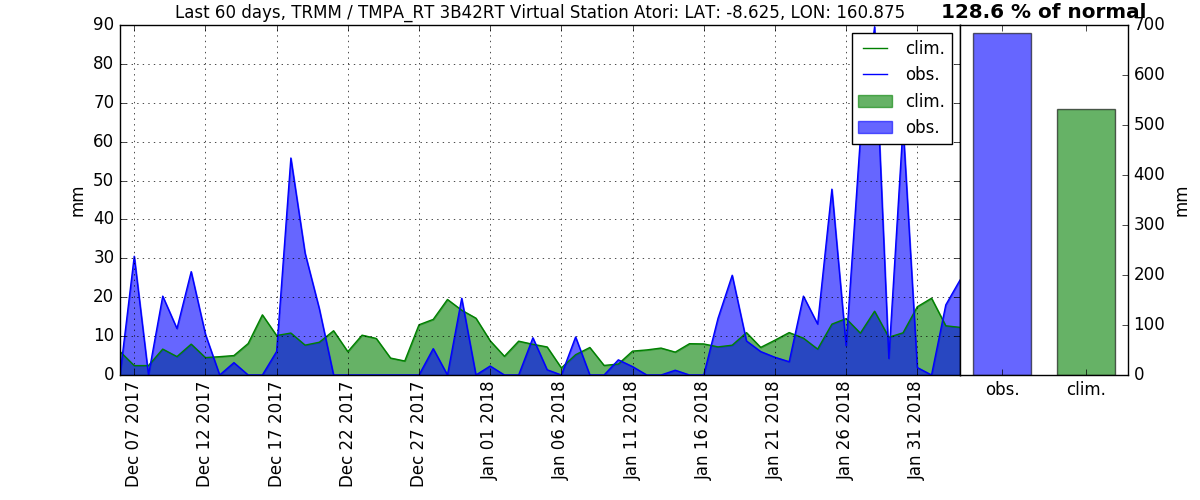 Last 60 days, TRMM / TMPA_RT 3B42RT Virtual Station Atori: LAT: -8.625, LON: 160.875
128.6 % of normal
90
80
70
60
50
40
30
20
10
0
mm
clim.
obs.
clim.
obs.
700
600
500
400
300
200
100
0
mm
Dec 07 2017
Dec 12 2017
Dec 17 2017
Dec 22 2017
Dec 27 2017
Jan 01 2018
Jan 06 2018
Jan 11 2018
Jan 16 2018
Jan 21 2018
Jan 26 2018
Jan 31 2018
obs.
clim.